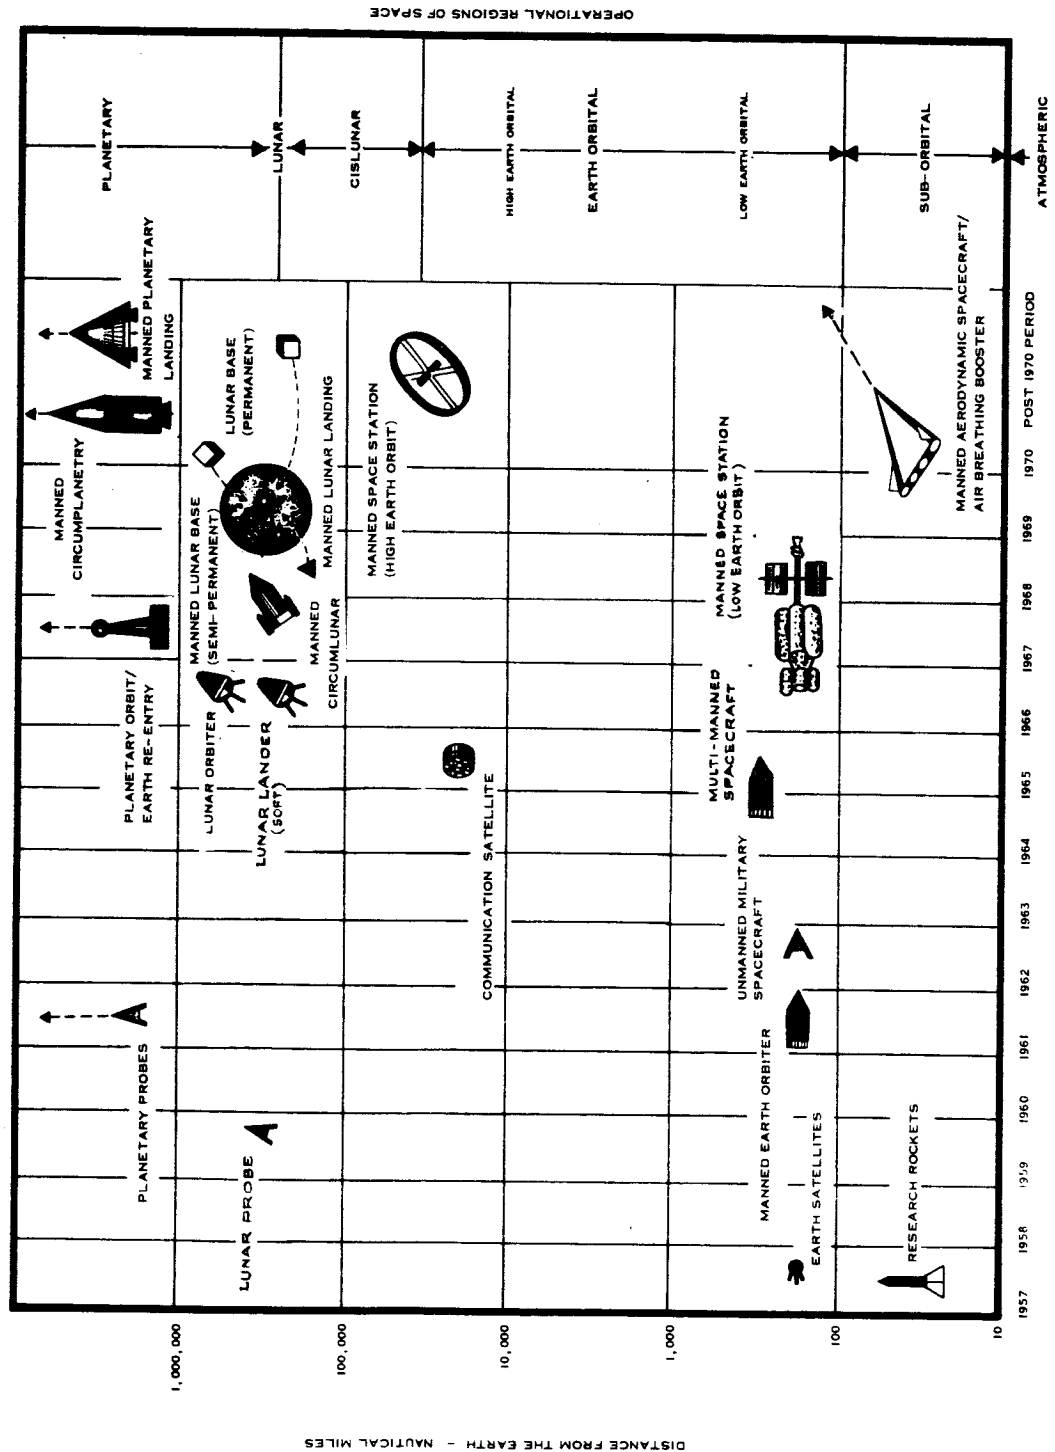 OPERATIONAL REGIONS OF SPACE
PLANETARY
LUNAR
CISLUNAR
HIGH EARTH ORBITAL
EARTH ORBITAL
LOW EARTH ORBITAL
SUB-ORBITAL
ATMOSPHERIC
DISTANCE FROM THE EARTH - NAUTICAL MILES
1,000,000
100,000
10,000
1,000
100
10
PLANETARY PROBES
PLANETARY ORBIT/
EARTH RE-ENTRY
MANNED
CIRCUMPLANETRY
MANNED PLANETARY
LANDING
LUNAR PROBE
LUNAR ORBITER
LUNAR LANDER
(SOFT)
MANNED LUNAR BASE
(SEMI-PERMANENT)
MANNED
CIRCUMLUNAR
LUNAR BASE
(PERMANENT)
MANNED LUNAR LANDING
MANNED SPACE STATION
(HIGH EARTH ORBIT)
COMMUNICATION SATELLITE
MANNED EARTH ORBITER
EARTH SATELLITES
UNMANNED MILITARY
SPACECRAFT
MULTI-MANNED
SPACECRAFT
MANNED SPACE STATION
(LOW EARTH ORBIT)
RESEARCH ROCKETS
MANNED AERODYNAMIC SPACECRAFT/
AIR BREATHING BOOSTER
1957
1958
1959
1960
1961
1962
1963
1964
1965
1966
1967
1968
1969
1970
POST 1970 PERIOD